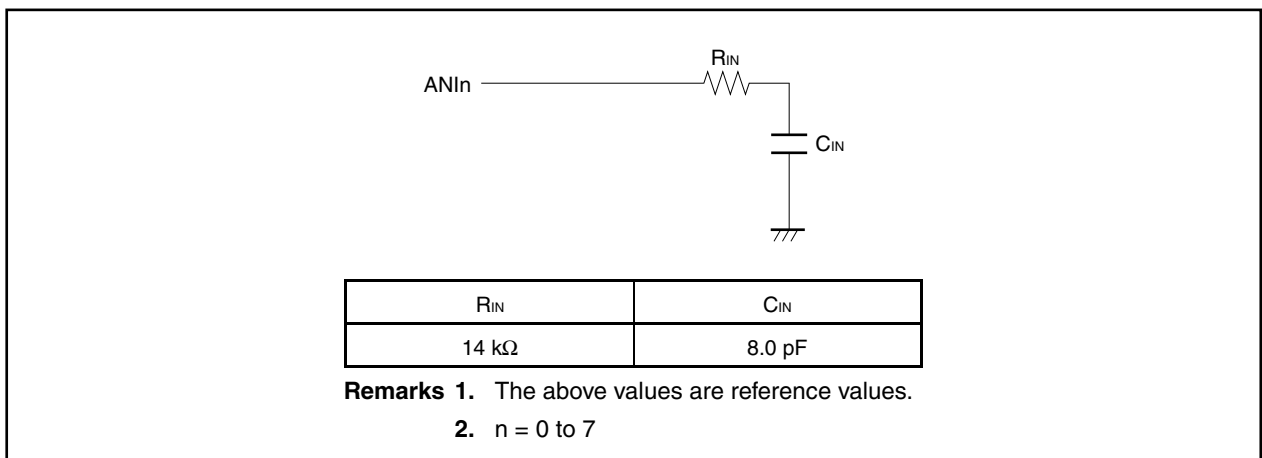 RIN
ANIn
CIN
RIN CIN
14 kΩ 8.0 pF
Remarks 1. The above values are reference values.
2. n = 0 to 7